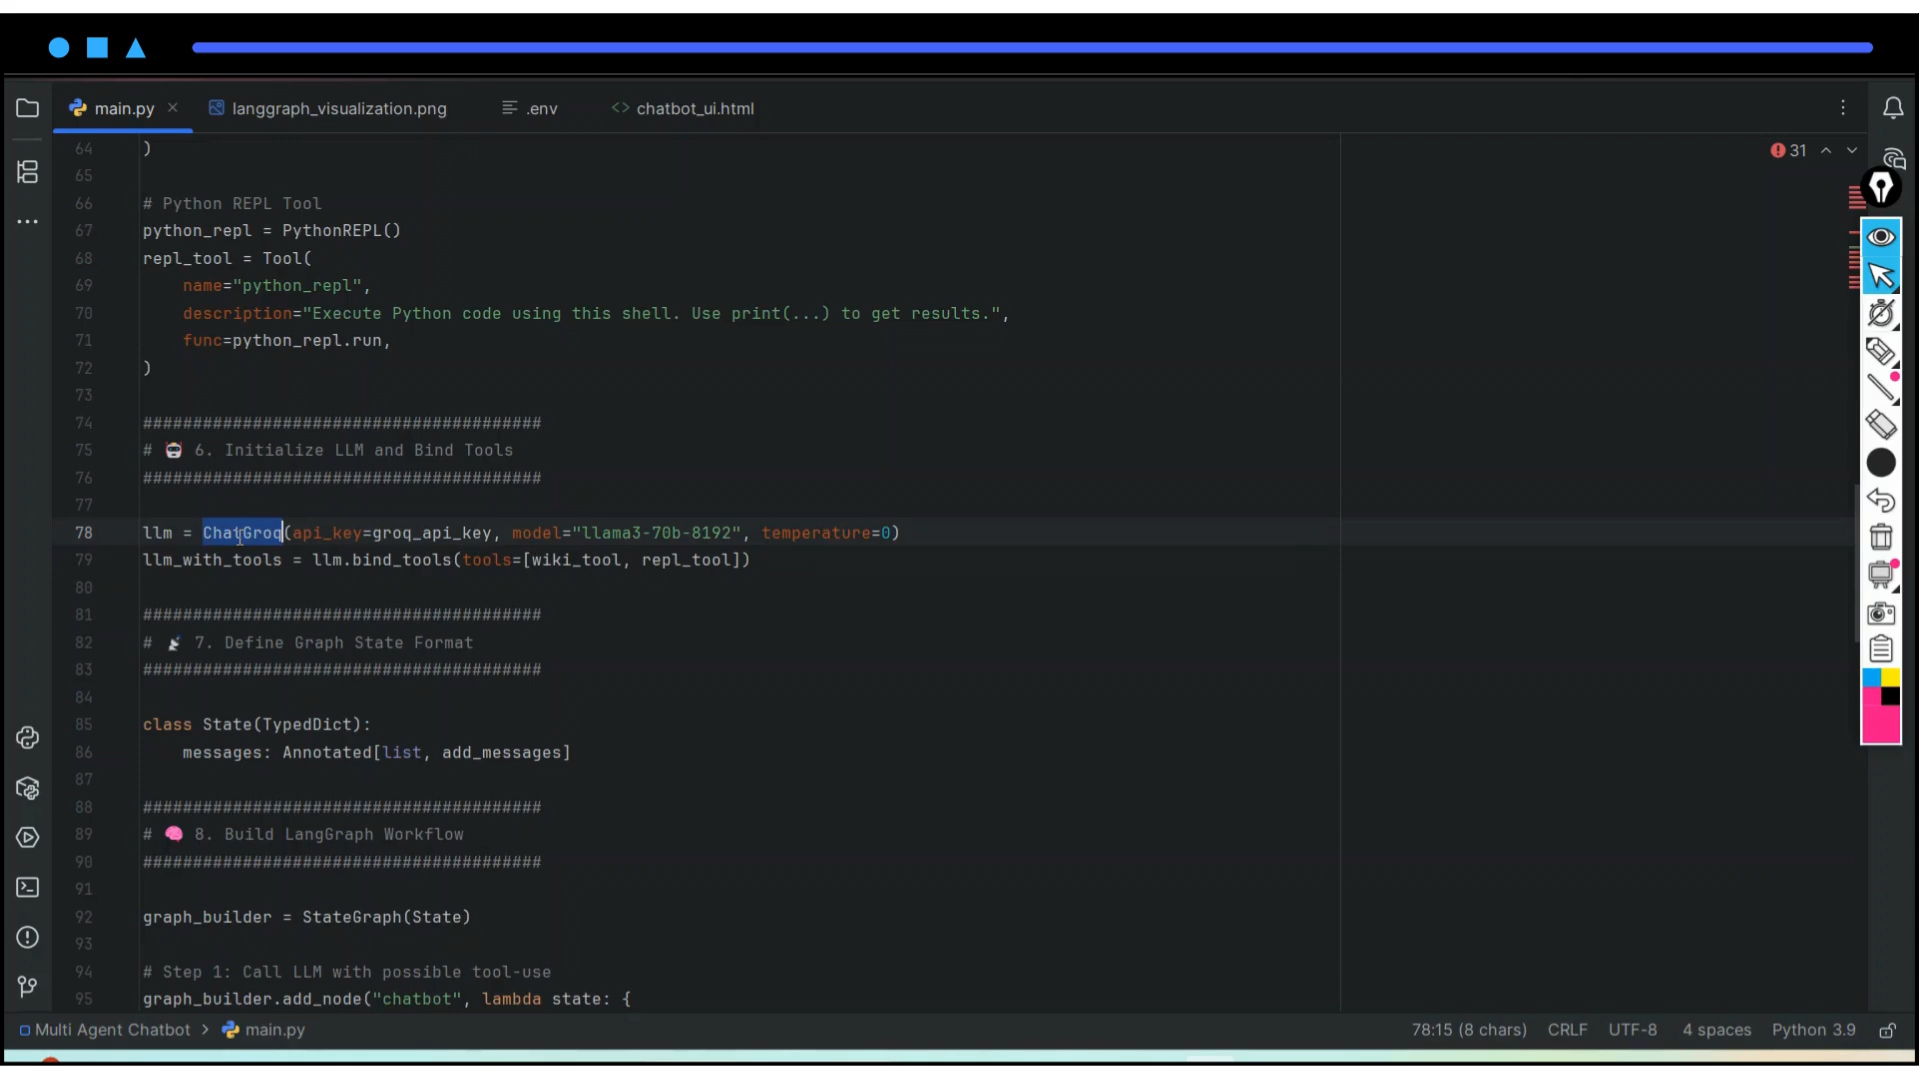 main.py
langgraph_visualization.png
.env
<> chatbot_ui.html
31
64 )
65
66 # Python REPL Tool
67 python_repl = PythonREPL()
68 repl_tool = Tool(
69 name="python_repl",
70 description="Execute Python code using this shell. Use print(...) to get results.",
71 func=python_repl.run,
72 )
73
74 ########################################
75 # 🤖 6. Initialize LLM and Bind Tools
76 ########################################
77
78 llm = ChatGroq(api_key=groq_api_key, model="llama3-70b-8192", temperature=0)
79 llm_with_tools = llm.bind_tools(tools=[wiki_tool, repl_tool])
80
81 ########################################
82 # 📡 7. Define Graph State Format
83 ########################################
84
85 class State(TypedDict):
86 messages: Annotated[list, add_messages]
87
88 ########################################
89 # 🧠 8. Build LangGraph Workflow
90 ########################################
91
92 graph_builder = StateGraph(State)
93
94 # Step 1: Call LLM with possible tool-use
95 graph_builder.add_node("chatbot", lambda state: {
Multi Agent Chatbot > main.py
78:15 (8 chars) CRLF UTF-8 4 spaces Python 3.9